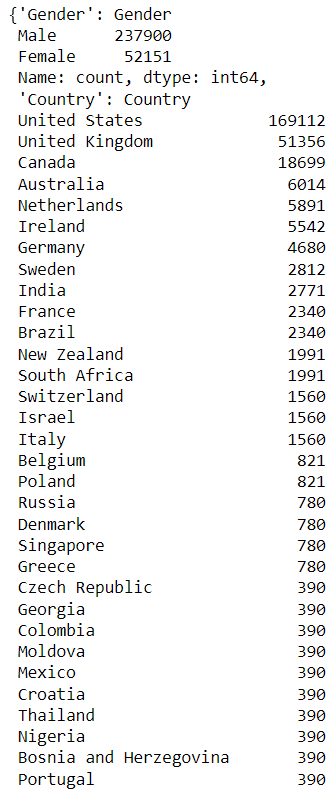 {'Gender': Gender
Male 237900
Female 52151
Name: count, dtype: int64,
'Country': Country
United States 169112
United Kingdom 51356
Canada 18699
Australia 6014
Netherlands 5891
Ireland 5542
Germany 4680
Sweden 2812
India 2771
France 2340
Brazil 2340
New Zealand 1991
South Africa 1991
Switzerland 1560
Israel 1560
Italy 1560
Belgium 821
Poland 821
Russia 780
Denmark 780
Singapore 780
Greece 780
Czech Republic 390
Georgia 390
Colombia 390
Moldova 390
Mexico 390
Croatia 390
Thailand 390
Nigeria 390
Bosnia and Herzegovina 390
Portugal 390